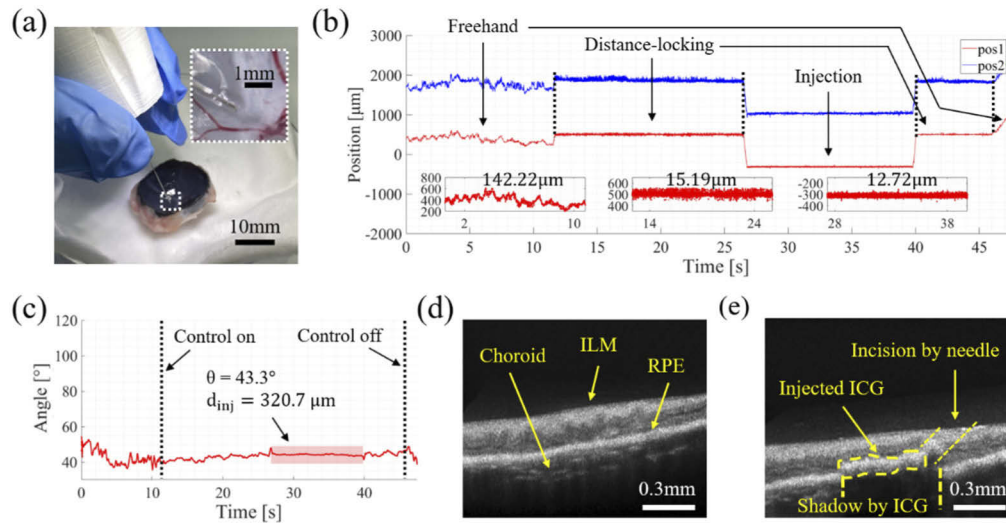 (a)
1mm
10mm
(b)
Freehand
Distance-locking
Injection
pos1
pos2
Position [μm]
3000
2000
1000
0
-1000
-2000
142.22μm
800
600
400
200
2
10
15.19μm
600
500
400
14
24
12.72μm
-200
-300
-400
28
38
0
5
10
15
20
25
30
35
40
45
Time [s]
(c)
Angle [°]
120
100
80
60
40
Control on
Control off
θ = 43.3°
dinj = 320.7 μm
0
10
20
30
40
Time [s]
(d)
ILM
Choroid
RPE
0.3mm
(e)
Incision by needle
Injected ICG
Shadow by ICG
0.3mm